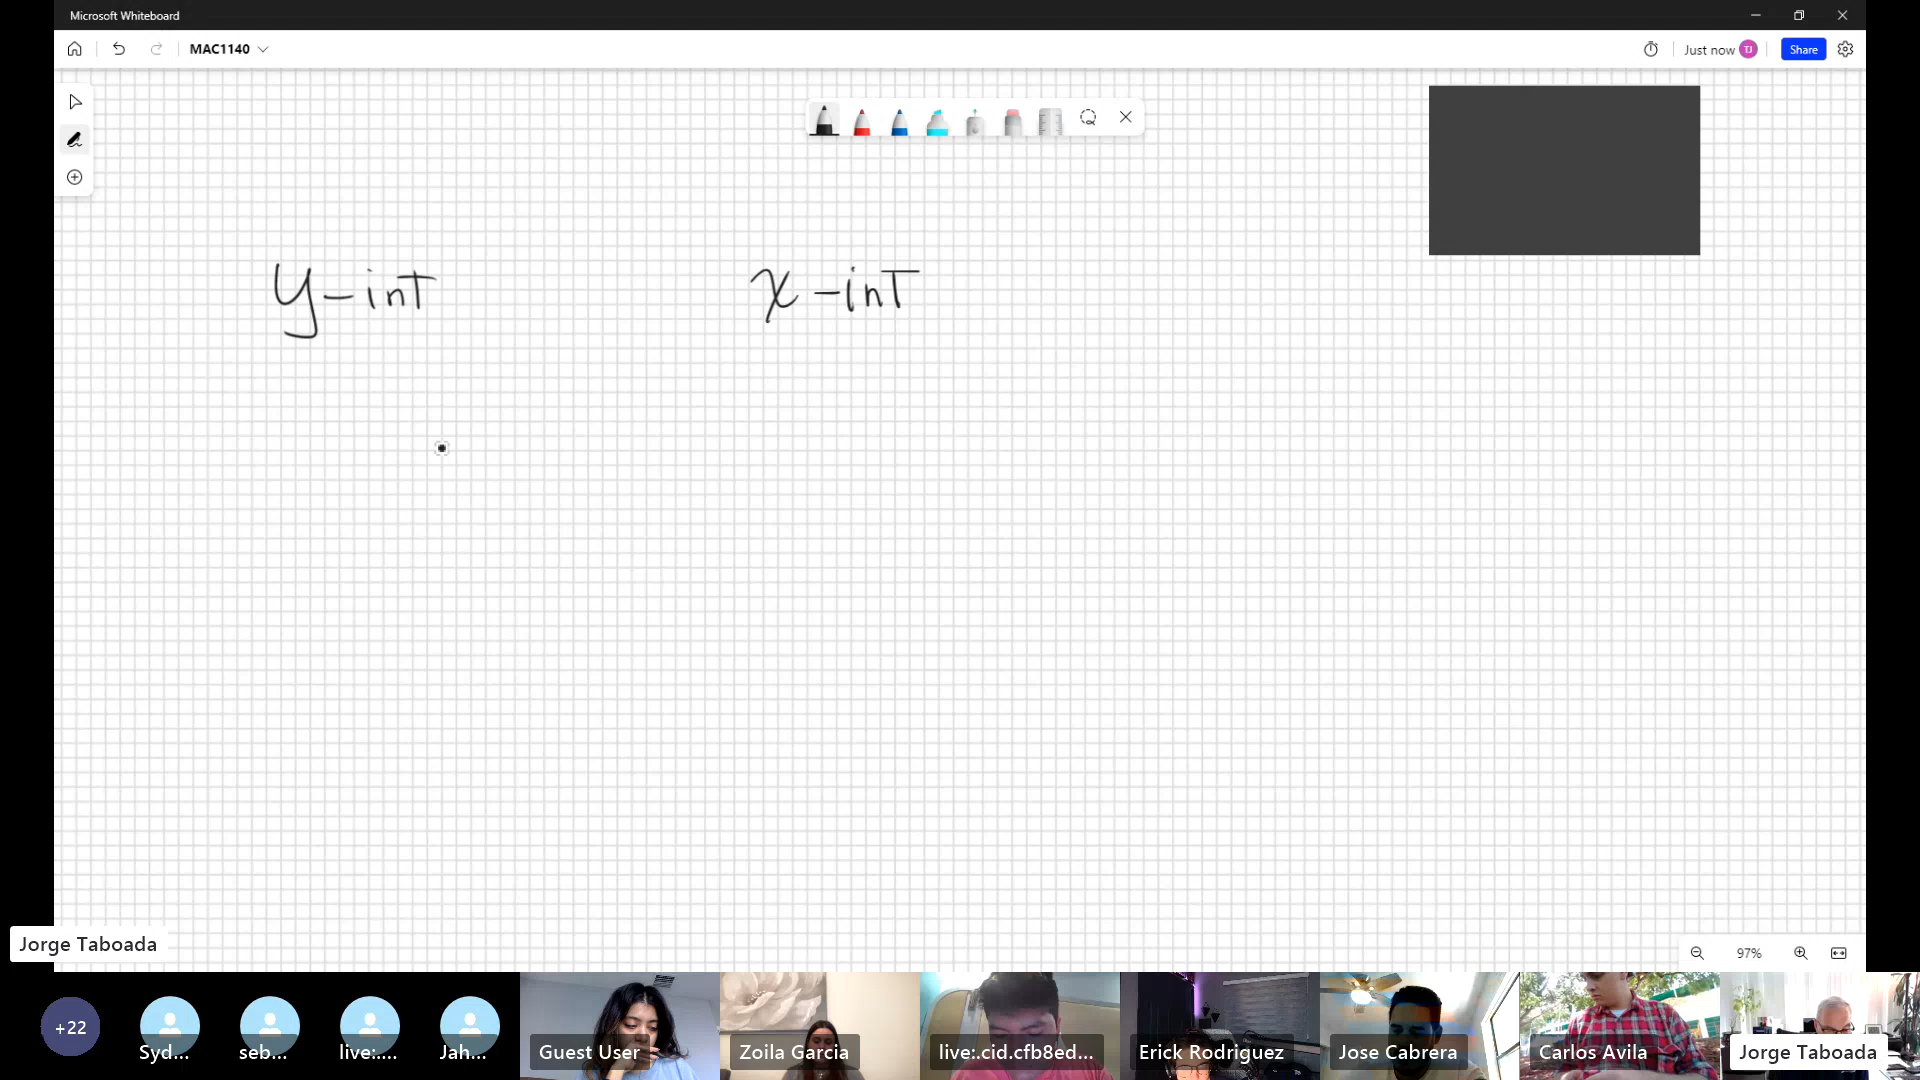 Microsoft Whiteboard
MAC1140
Just now TJ Share
y-inT x-inT
97%
Jorge Taboada
+22
Syd...
seb...
live:....
Jah...
Guest User
Zoila Garcia
live:.cid.cfb8ed...
Erick Rodriguez
Jose Cabrera
Carlos Avila
Jorge Taboada